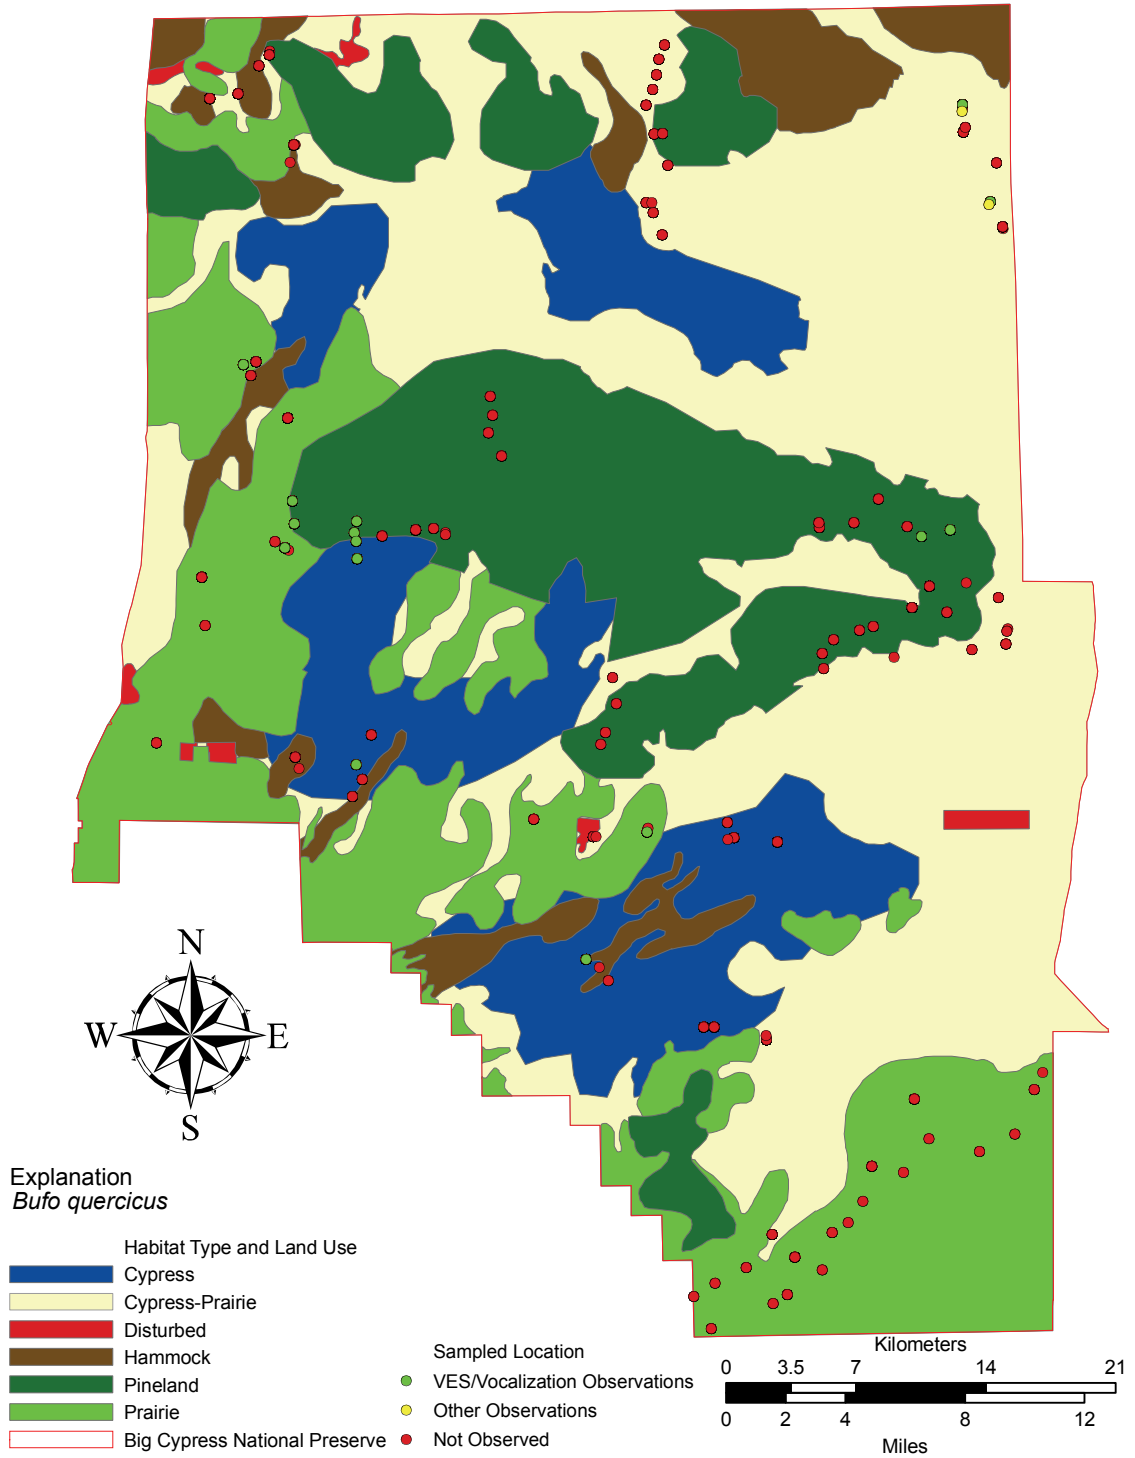 N
W E
S
Explanation
Bufo quercicus
Habitat Type and Land Use
Cypress
Cypress-Prairie
Disturbed
Hammock
Pineland
Prairie
Big Cypress National Preserve
Sampled Location
VES/Vocalization Observations
Other Observations
Not Observed
Kilometers
0 3.5 7 14 21
0 2 4 8 12
Miles